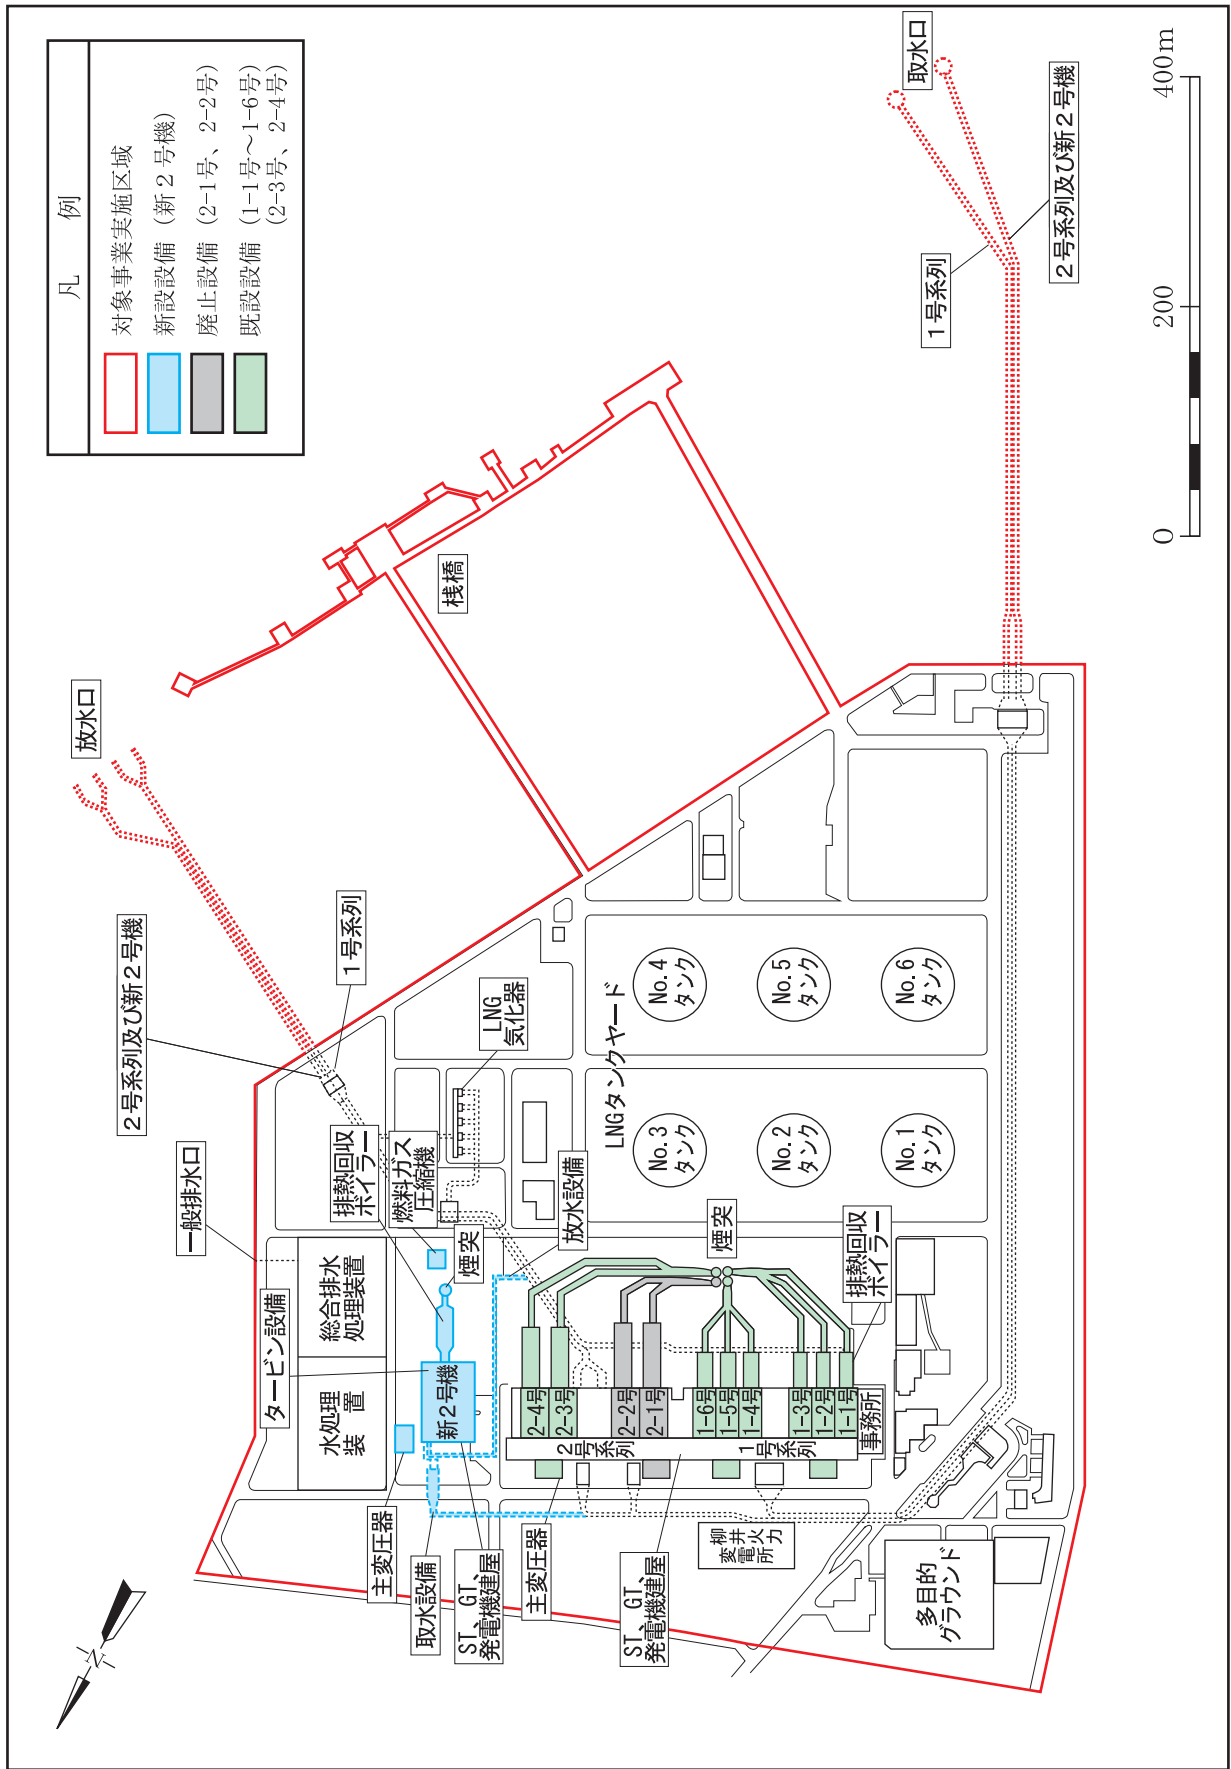 凡 例
対象事業実施区域
新設設備（新２号機）
廃止設備（2-1号、2-2号）
既設設備（1-1号～1-6号）
（2-3号、2-4号）
取水口
1号系列
2号系列及び新2号機
0
200
400m
桟橋
放水口
2号系列及び新2号機
1号系列
LNG
気化器
一般排水口
排熱回収
ボイラー
燃料ガス
圧縮機
煙突
放水設備
LNGタンクヤード
No.4
タンク
No.5
タンク
No.6
タンク
No.3
タンク
No.2
タンク
No.1
タンク
煙突
排熱回収
ボイラー
タービン設備
総合排水
処理装置
水処理
装置
新2号機
2-4号
2-3号
2-2号
2-1号
1-6号
1-5号
1-4号
1-3号
1-2号
1-1号
2号系列
1号系列
事務所
主変圧器
取水設備
ST、GT、
発電機建屋
主変圧器
ST、GT、
発電機建屋
柳井火力
変電所
多目的
グラウンド
N